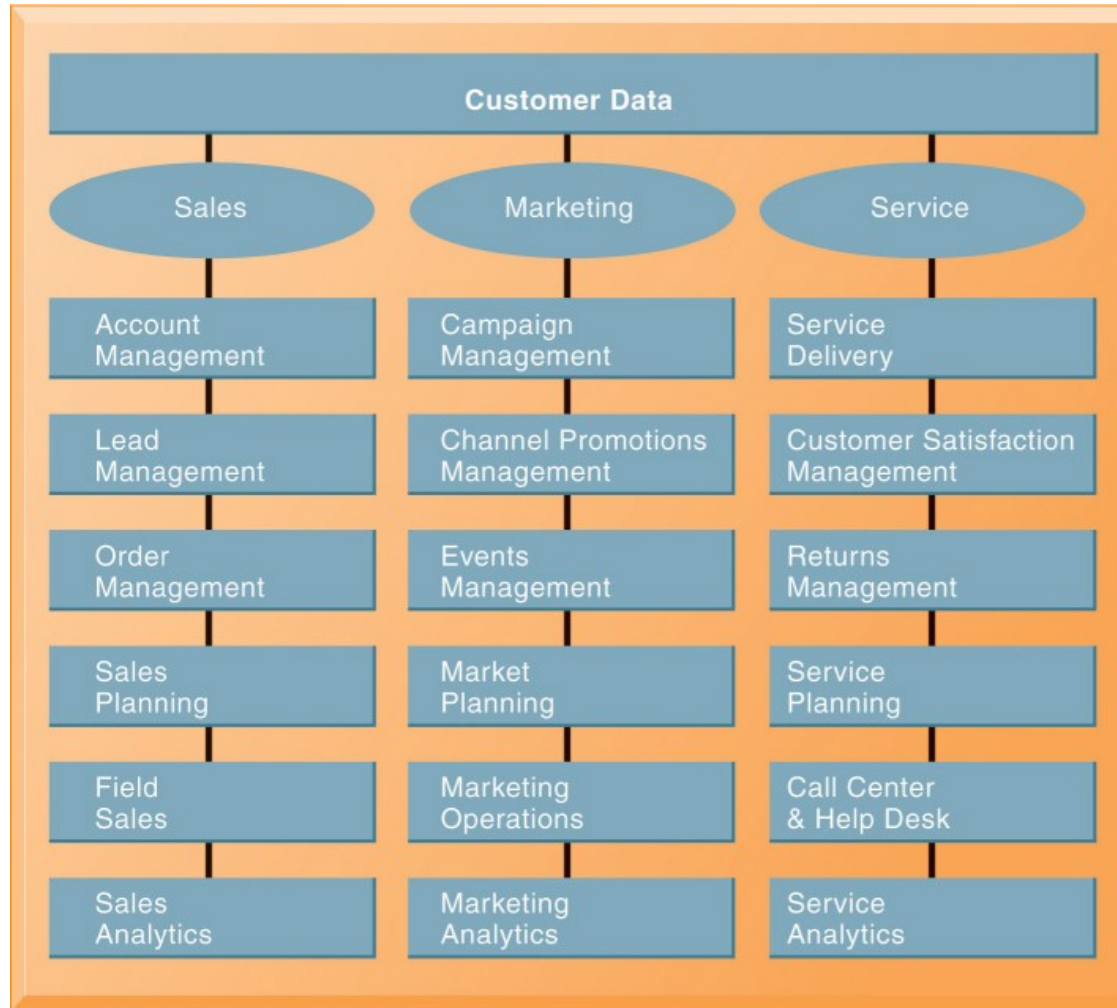 Customer Data
Sales
Marketing
Service
Account
Management
Campaign
Management
Service
Delivery
Lead
Management
Channel Promotions
Management
Customer Satisfaction
Management
Order
Management
Events
Management
Returns
Management
Sales
Planning
Market
Planning
Service
Planning
Field
Sales
Marketing
Operations
Call Center
& Help Desk
Sales
Analytics
Marketing
Analytics
Service
Analytics